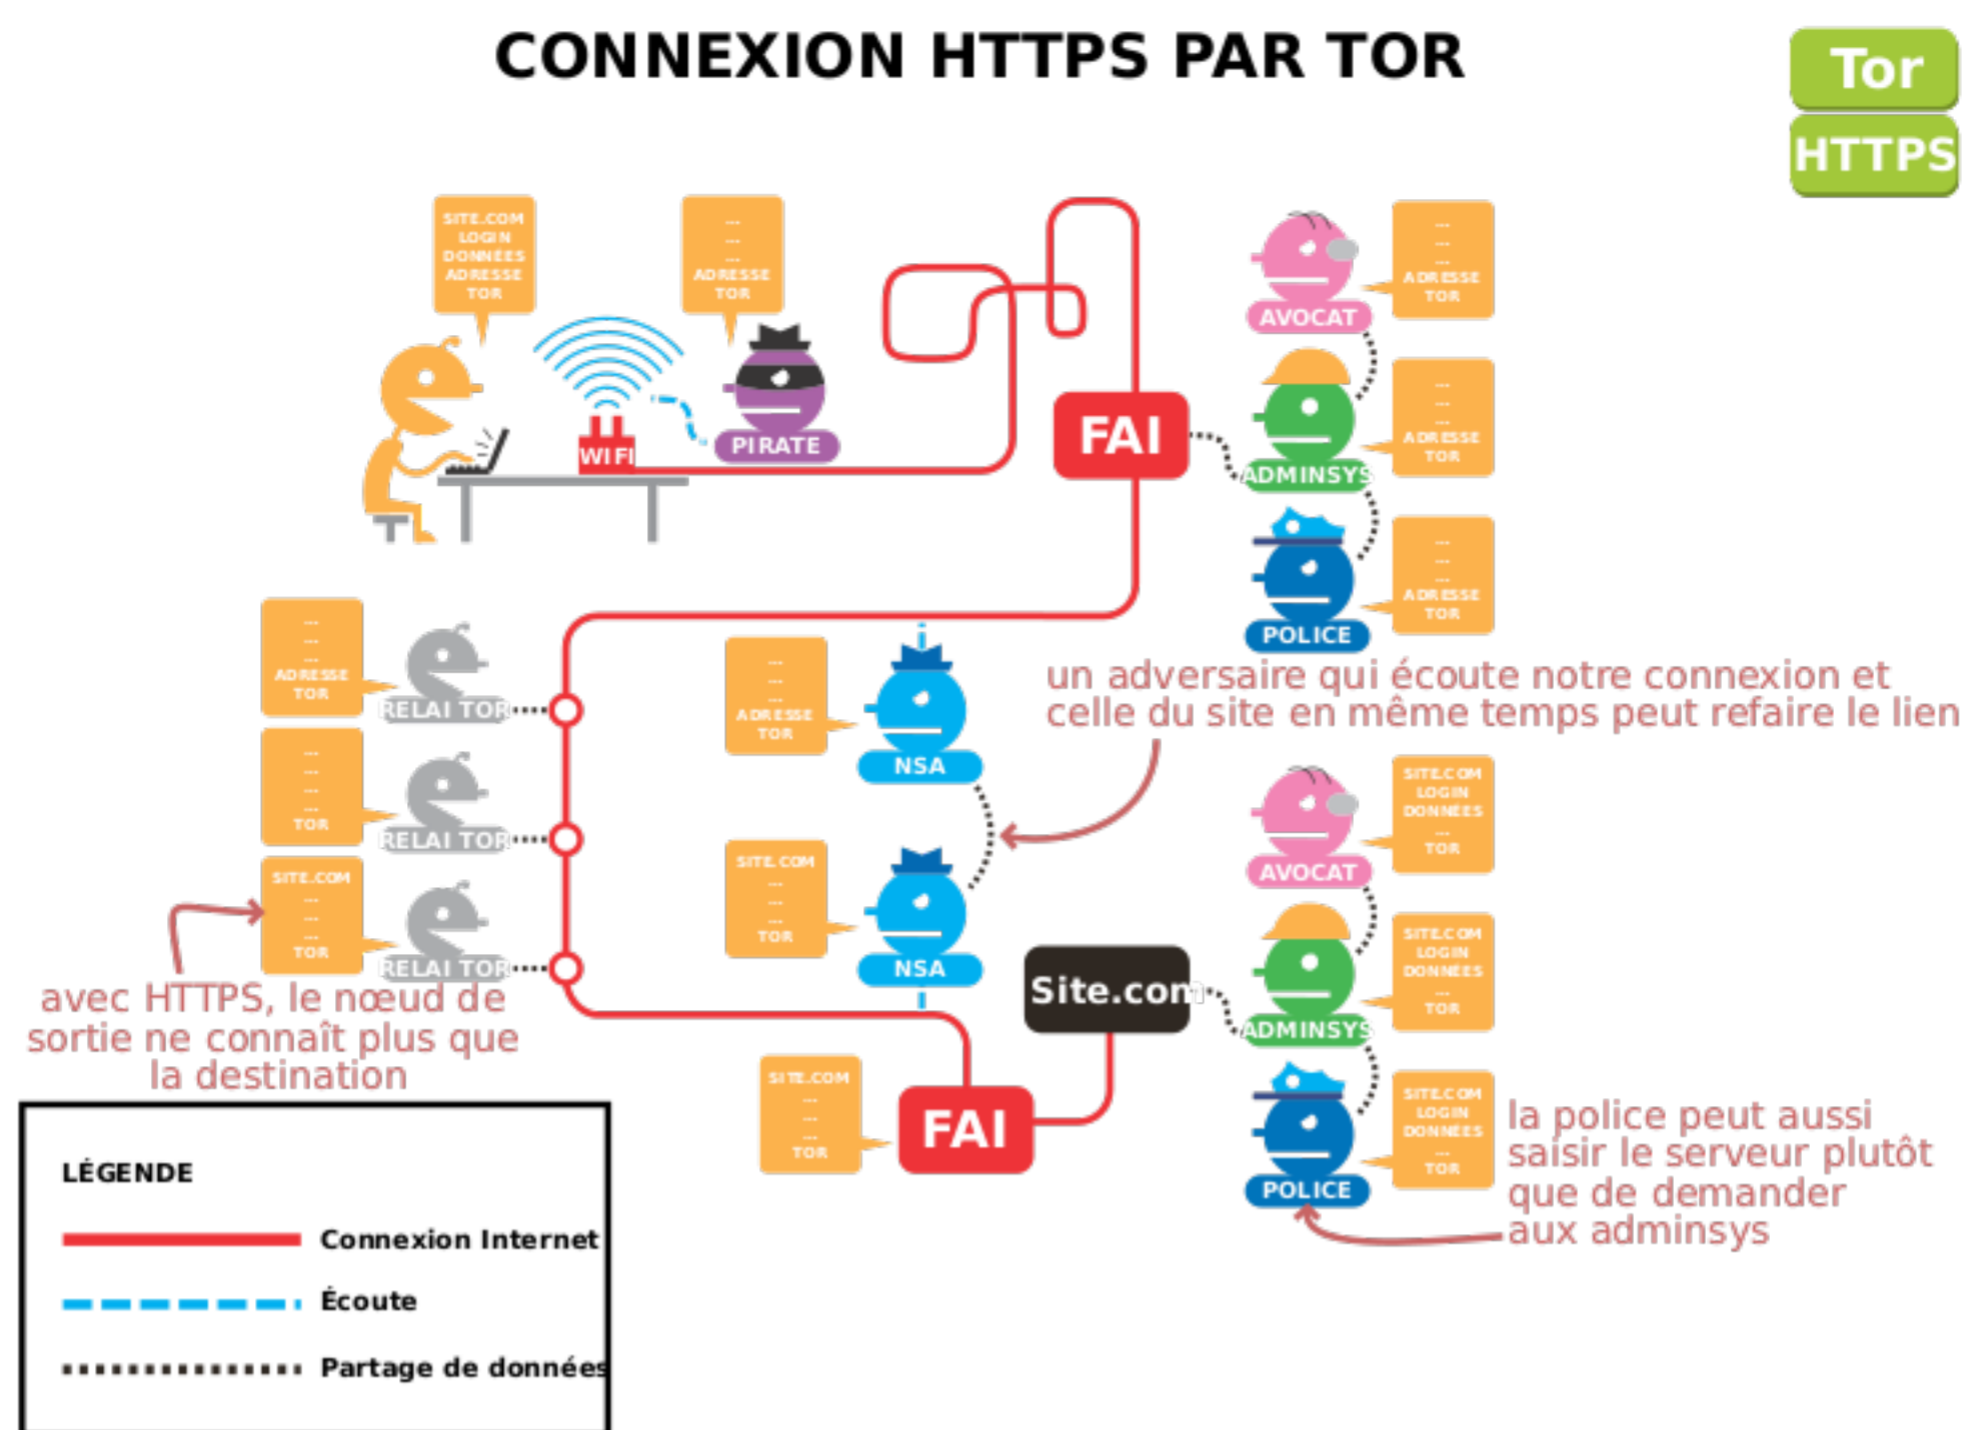 CONNEXION HTTPS PAR TOR
Tor
HTTPS
SITE.COM
LOGIN
DONNÉES
ADRESSE
TOR
...
...
...
ADRESSE
TOR
WIFI
PIRATE
FAI
AVOCAT
...
...
...
ADRESSE
TOR
ADMINSYS
...
...
...
ADRESSE
TOR
POLICE
...
...
...
ADRESSE
TOR
...
...
...
ADRESSE
TOR
RELAI TOR
...
...
...
...
TOR
RELAI TOR
SITE.COM
...
...
...
TOR
RELAI TOR
avec HTTPS, le nœud de
sortie ne connaît plus que
la destination
...
...
...
ADRESSE
TOR
NSA
un adversaire qui écoute notre connexion et
celle du site en même temps peut refaire le lien
SITE.COM
...
...
...
TOR
NSA
Site.com
SITE.COM
...
...
...
TOR
FAI
AVOCAT
SITE.COM
LOGIN
DONNÉES
...
TOR
ADMINSYS
SITE.COM
LOGIN
DONNÉES
...
TOR
POLICE
SITE.COM
LOGIN
DONNÉES
...
TOR
la police peut aussi
saisir le serveur plutôt
que de demander
aux adminsys
LÉGENDE
Connexion Internet
Écoute
Partage de données